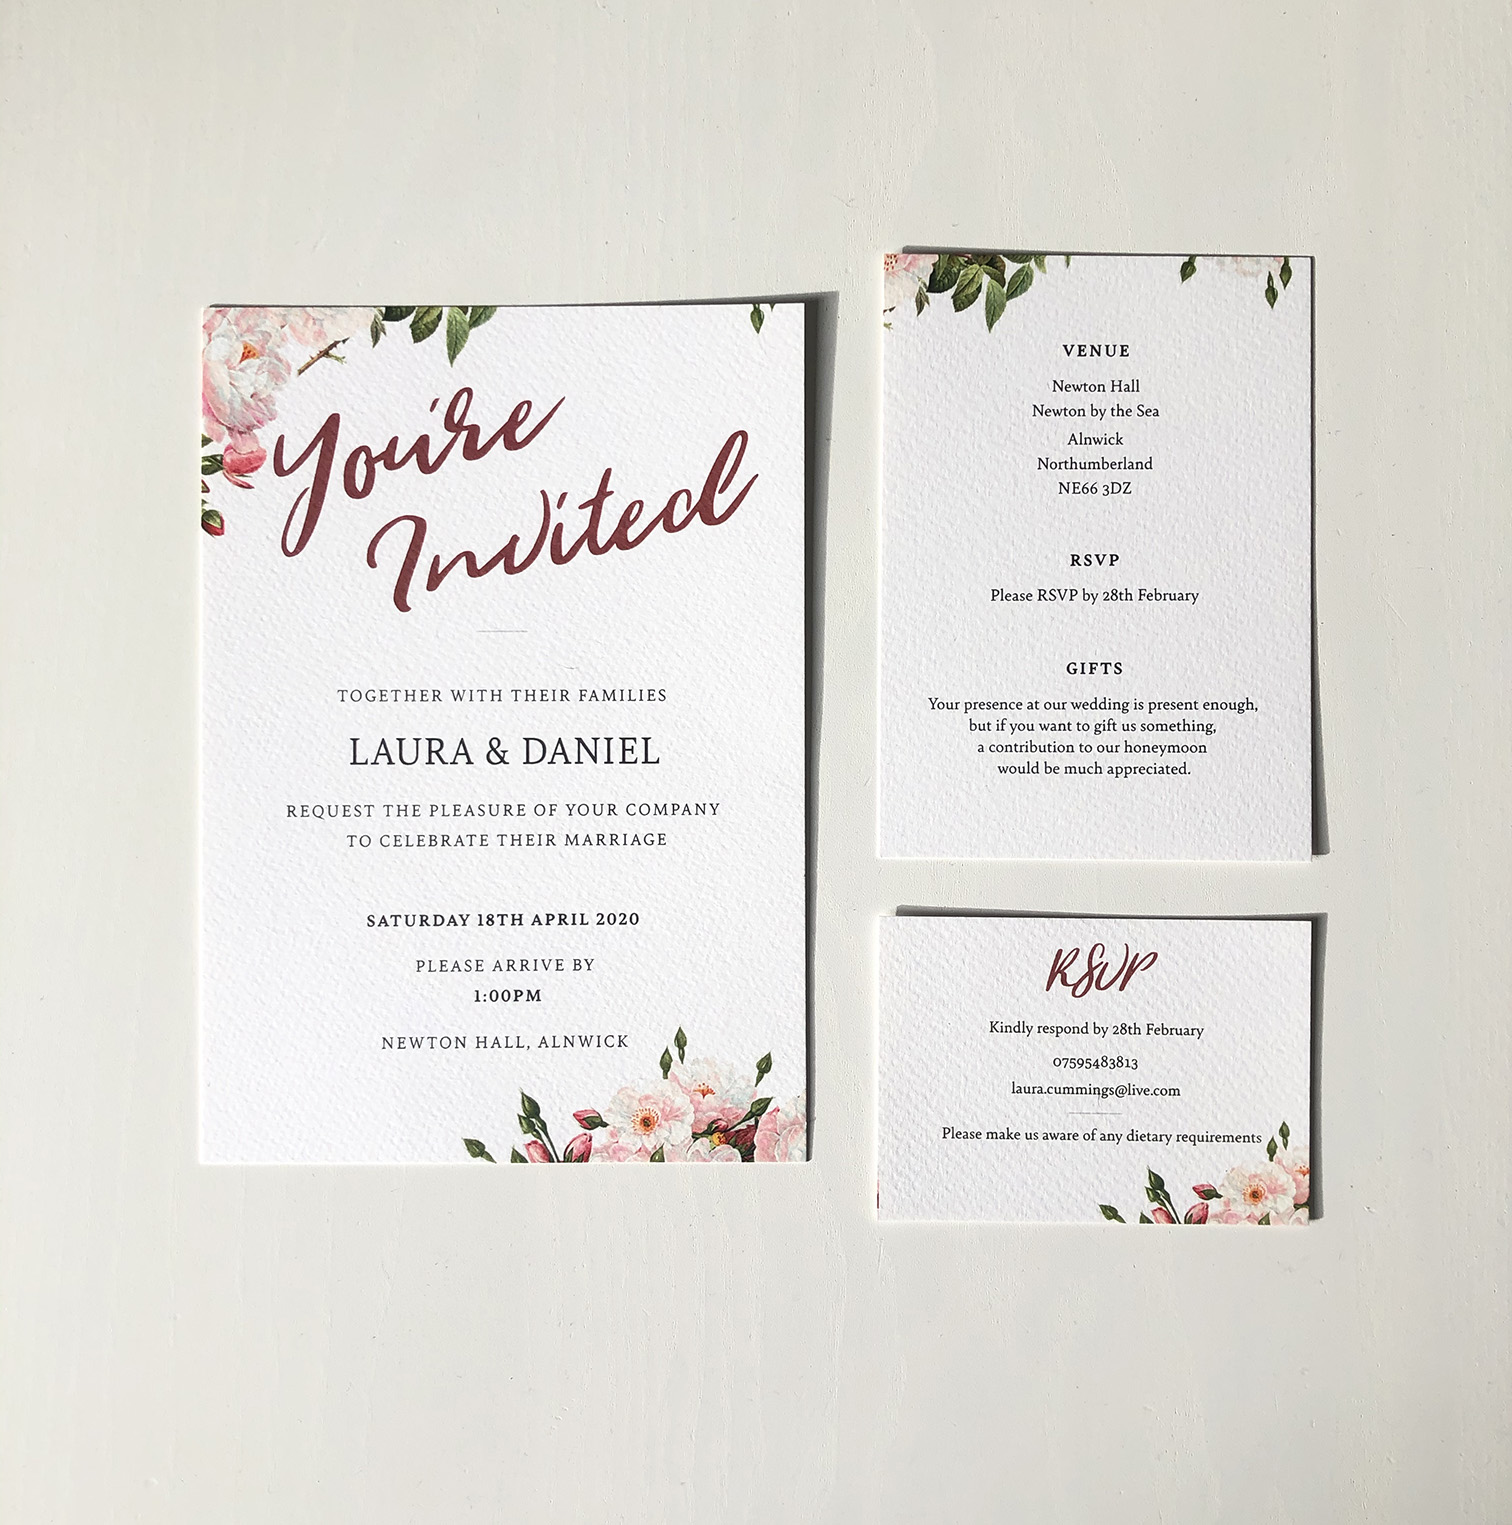 You're
Invited
TOGETHER WITH THEIR FAMILIES
LAURA & DANIEL
REQUEST THE PLEASURE OF YOUR COMPANY
TO CELEBRATE THEIR MARRIAGE
SATURDAY 18TH APRIL 2020
PLEASE ARRIVE BY
1:00PM
NEWTON HALL, ALNWICK
VENUE
Newton Hall
Newton by the Sea
Alnwick
Northumberland
NE66 3DZ
RSVP
Please RSVP by 28th February
GIFTS
Your presence at our wedding is present enough,
but if you want to gift us something,
a contribution to our honeymoon
would be much appreciated.
RSVP
Kindly respond by 28th February
07595483813
laura.cummings@live.com
Please make us aware of any dietary requirements